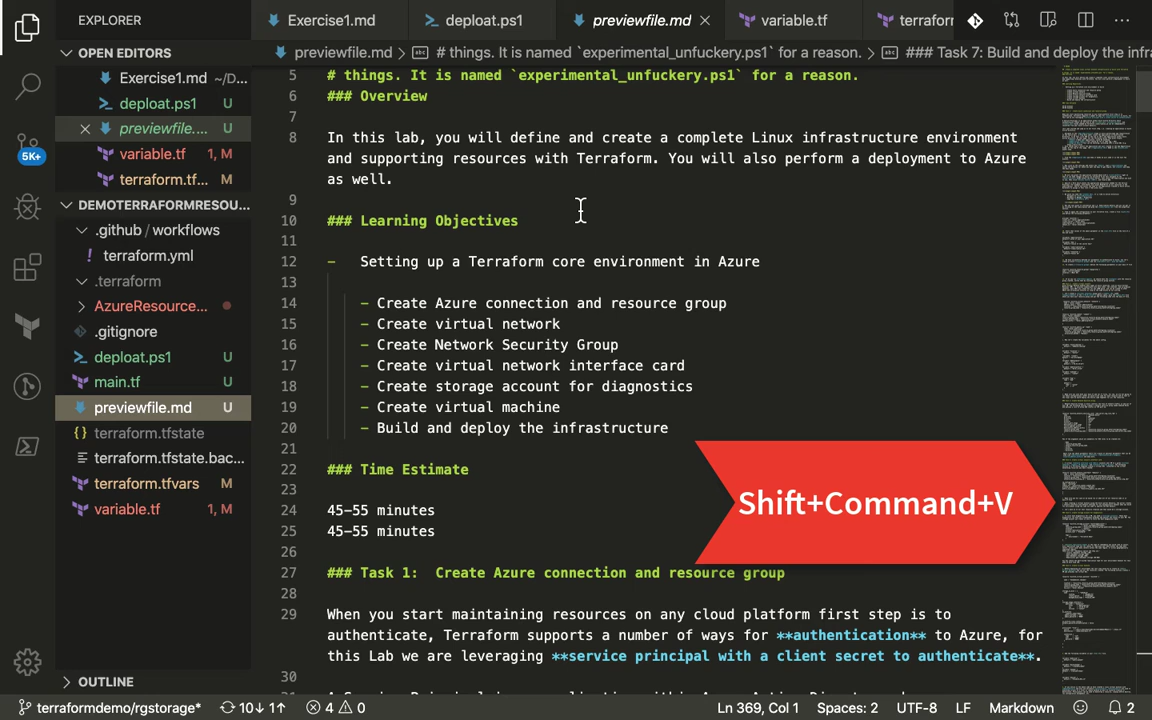 EXPLORER
Exercise1.md
deploat.ps1
previewfile.md
variable.tf
terraform
OPEN EDITORS
previewfile.md > # things. It is named `experimental_unfuckery.ps1` for a reason. > ### Task 7: Build and deploy the infra
Exercise1.md ~/D...
deploat.ps1 U
previewfile.... U
variable.tf 1, M
terraform.tf... M
DEMOTERRAFORMRESOU...
.github / workflows
terraform.yml
.terraform
AzureResource...
.gitignore
deploat.ps1 U
main.tf U
previewfile.md U
terraform.tfstate
terraform.tfstate.bac...
terraform.tfvars M
variable.tf 1, M
OUTLINE
5K+
5 # things. It is named `experimental_unfuckery.ps1` for a reason.
6 ### Overview
7
8 In this Lab, you will define and create a complete Linux infrastructure environment
and supporting resources with Terraform. You will also perform a deployment to Azure
as well.
9
10 ### Learning Objectives
11
12 - Setting up a Terraform core environment in Azure
13
14 - Create Azure connection and resource group
15 - Create virtual network
16 - Create Network Security Group
17 - Create virtual network interface card
18 - Create storage account for diagnostics
19 - Create virtual machine
20 - Build and deploy the infrastructure
21
22 ### Time Estimate
23
24 45-55 minutes
25 45-55 minutes
26
27 ### Task 1:  Create Azure connection and resource group
28
29 When you start maintaining resources on any cloud platform first step is to
authenticate, Terraform supports a number of ways for **authentication** to Azure, for
this Lab we are leveraging **service principal with a client secret to authenticate**.
30
Shift+Command+V
terraformdemo/rgstorage* 10↓ 1↑ 4 0 Ln 369, Col 1 Spaces: 2 UTF-8 LF Markdown 2